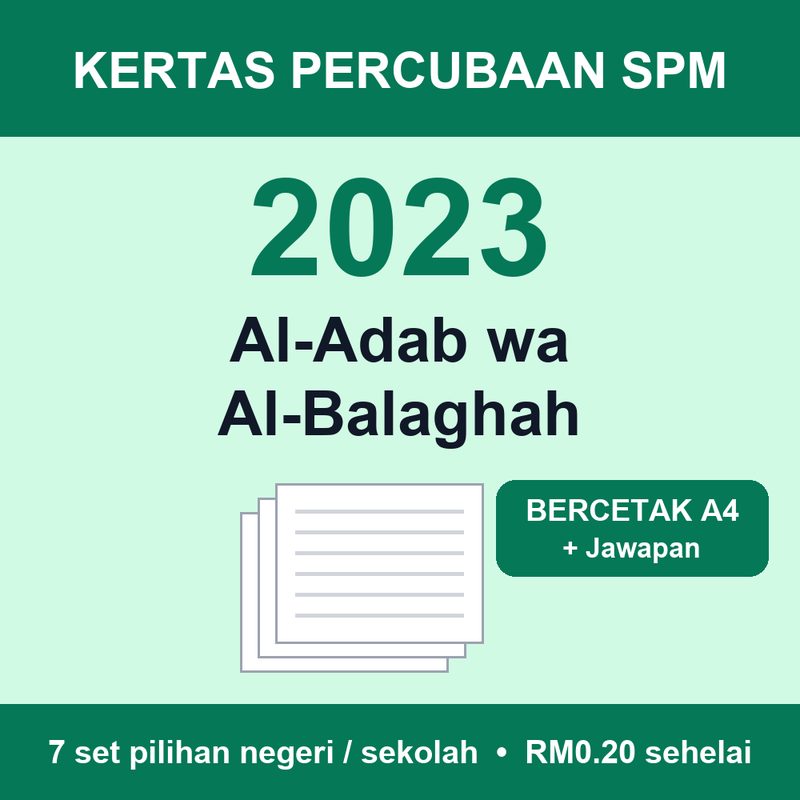 KERTAS PERCUBAAN SPM
2023
Al-Adab wa
Al-Balaghah
BERCETAK A4
+ Jawapan
7 set pilihan negeri / sekolah • RM0.20 sehelai